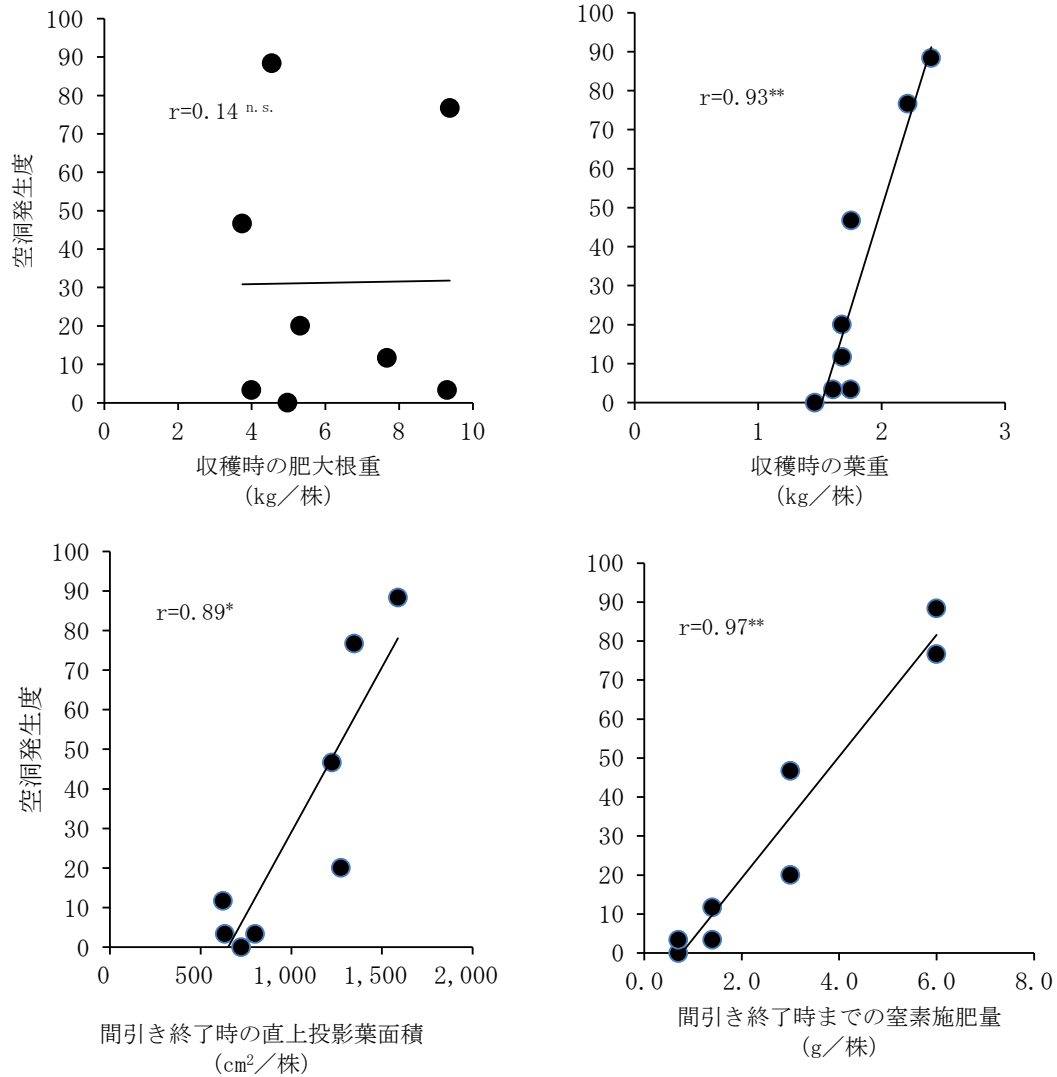 100
90
80
70
60
50
40
30
20
10
0
空洞発生度
r=0.14 n.s.
0 2 4 6 8 10
収穫時の肥大根重
(kg／株)
100
90
80
70
60
50
40
30
20
10
0
r=0.93**
0 1 2 3
収穫時の葉重
(kg／株)
100
90
80
70
60
50
40
30
20
10
0
空洞発生度
r=0.89*
0 500 1,000 1,500 2,000
間引き終了時の直上投影葉面積
(cm²／株)
100
90
80
70
60
50
40
30
20
10
0
r=0.97**
0.0 2.0 4.0 6.0 8.0
間引き終了時までの窒素施肥量
(g／株)